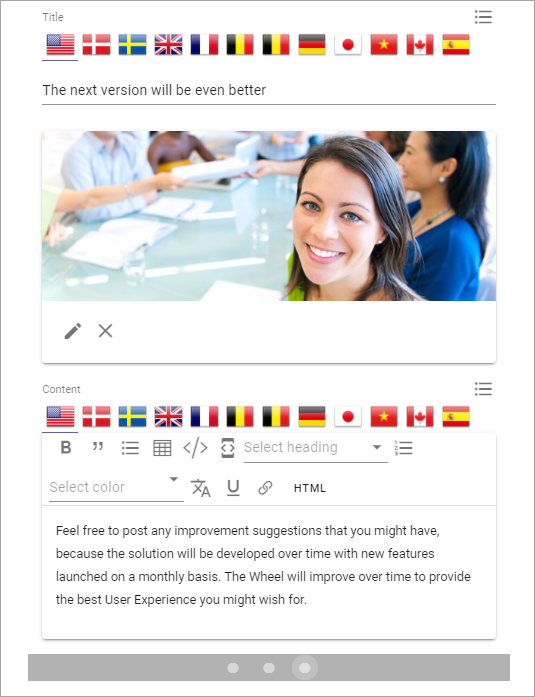 Title
The next version will be even better
Content
Select heading
Select color
HTML
Feel free to post any improvement suggestions that you might have,
because the solution will be developed over time with new features
launched on a monthly basis. The Wheel will improve over time to provide
the best User Experience you might wish for.